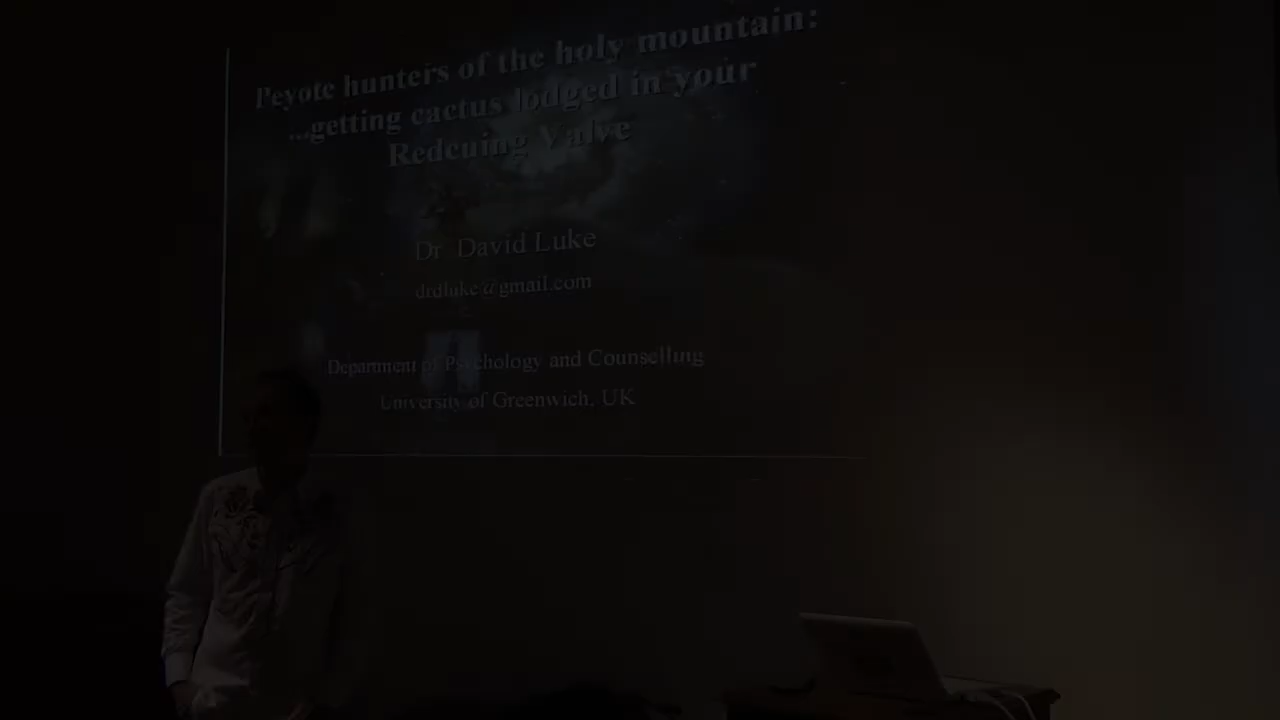 Peyote hunters of the holy mountain:
...getting cactus lodged in your
Redcuing Valve
Dr David Luke
drdluke@gmail.com
Department of Psychology and Counselling
University of Greenwich, UK